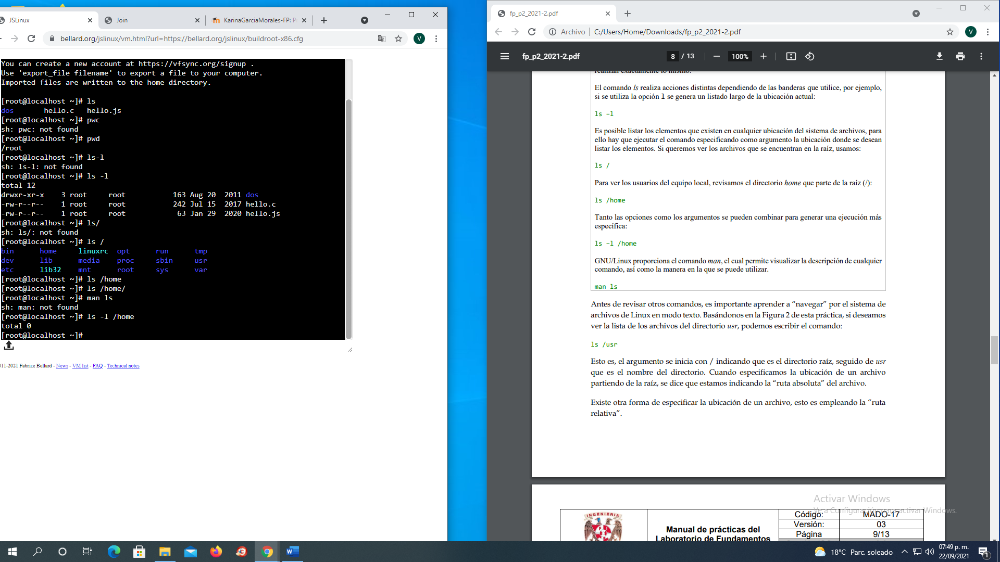 JSLinux
Join
KarinaGarciaMorales-FP: P
bellard.org/jslinux/vm.html?url=https://bellard.org/jslinux/buildroot-x86.cfg
V
You can create a new account at https://vfsync.org/signup .
Use 'export_file filename' to export a file to your computer.
Imported files are written to the home directory.
[root@localhost ~]# ls
dos hello.c hello.js
[root@localhost ~]# pwc
sh: pwc: not found
[root@localhost ~]# pwd
/root
[root@localhost ~]# ls-l
sh: ls-l: not found
[root@localhost ~]# ls -l
total 12
drwxr-xr-x 3 root root 163 Aug 20 2011 dos
-rw-r--r-- 1 root root 242 Jul 15 2017 hello.c
-rw-r--r-- 1 root root 63 Jan 29 2020 hello.js
[root@localhost ~]# ls/
sh: ls/: not found
[root@localhost ~]# ls /
bin home linuxrc opt run tmp
dev lib media proc sbin usr
etc lib32 mnt root sys var
[root@localhost ~]# ls /home
[root@localhost ~]# ls /home/
[root@localhost ~]# man ls
sh: man: not found
[root@localhost ~]# ls -l /home
total 0
[root@localhost ~]#
011-2021 Fabrice Bellard - News - VM list - FAQ - Technical notes
fp_p2_2021-2.pdf
Archivo C:/Users/Home/Downloads/fp_p2_2021-2.pdf
V
fp_p2_2021-2.pdf
8 / 13
100%
realizan exactamente lo mismo.
El comando ls realiza acciones distintas dependiendo de las banderas que utilice, por ejemplo,
si se utiliza la opción l se genera un listado largo de la ubicación actual:
ls –l
Es posible listar los elementos que existen en cualquier ubicación del sistema de archivos, para
ello hay que ejecutar el comando especificando como argumento la ubicación donde se desean
listar los elementos. Si queremos ver los archivos que se encuentran en la raíz, usamos:
ls /
Para ver los usuarios del equipo local, revisamos el directorio home que parte de la raíz (/):
ls /home
Tanto las opciones como los argumentos se pueden combinar para generar una ejecución más
específica:
ls –l /home
GNU/Linux proporciona el comando man, el cual permite visualizar la descripción de cualquier
comando, así como la manera en la que se puede utilizar.
man ls
Antes de revisar otros comandos, es importante aprender a “navegar” por el sistema de
archivos de Linux en modo texto. Basándonos en la Figura 2 de esta práctica, si deseamos
ver la lista de los archivos del directorio usr, podemos escribir el comando:
ls /usr
Esto es, el argumento se inicia con / indicando que es el directorio raíz, seguido de usr
que es el nombre del directorio. Cuando especificamos la ubicación de un archivo
partiendo de la raíz, se dice que estamos indicando la “ruta absoluta” del archivo.
Existe otra forma de especificar la ubicación de un archivo, esto es empleando la “ruta
relativa”.
Activar Windows
Ve a Configuración para activar Windows.
INGENIERIA
Manual de prácticas del
Laboratorio de Fundamentos
Código: MADO-17
Versión: 03
Página 9/13
18°C Parc. soleado
07:49 p. m.
22/09/2021
1